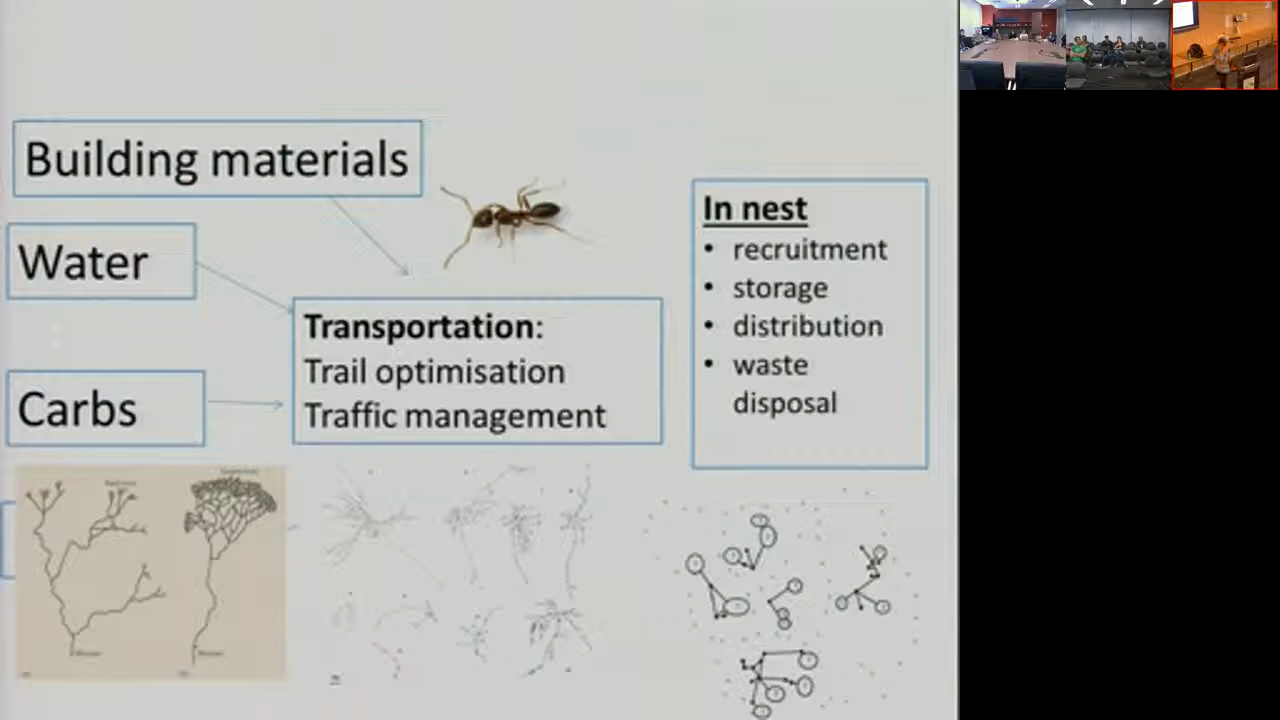 Building materials
Water
Carbs
Transportation:
Trail optimisation
Traffic management
In nest
• recruitment
• storage
• distribution
• waste
disposal